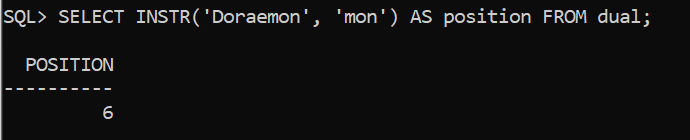 SQL> SELECT INSTR('Doraemon', 'mon') AS position FROM dual;
POSITION
----------
6